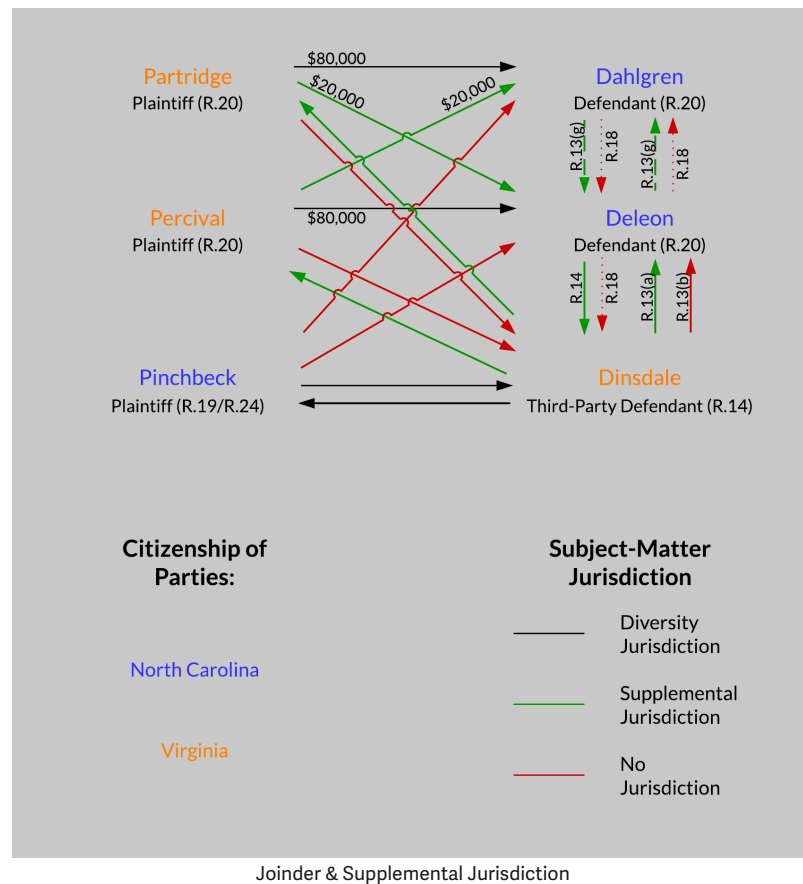 $80,000
Partridge
Plaintiff (R.20)
$20,000
$20,000
Dahlgren
Defendant (R.20)
R.13(g)
R.18
R.13(g)
R.18
Percival
Plaintiff (R.20)
$80,000
Deleon
Defendant (R.20)
R.14
R.18
R.13(a)
R.13(b)
Pinchbeck
Plaintiff (R.19/R.24)
Dinsdale
Third-Party Defendant (R.14)
Citizenship of
Parties:
North Carolina
Virginia
Subject-Matter
Jurisdiction
Diversity
Jurisdiction
Supplemental
Jurisdiction
No
Jurisdiction
Joinder & Supplemental Jurisdiction